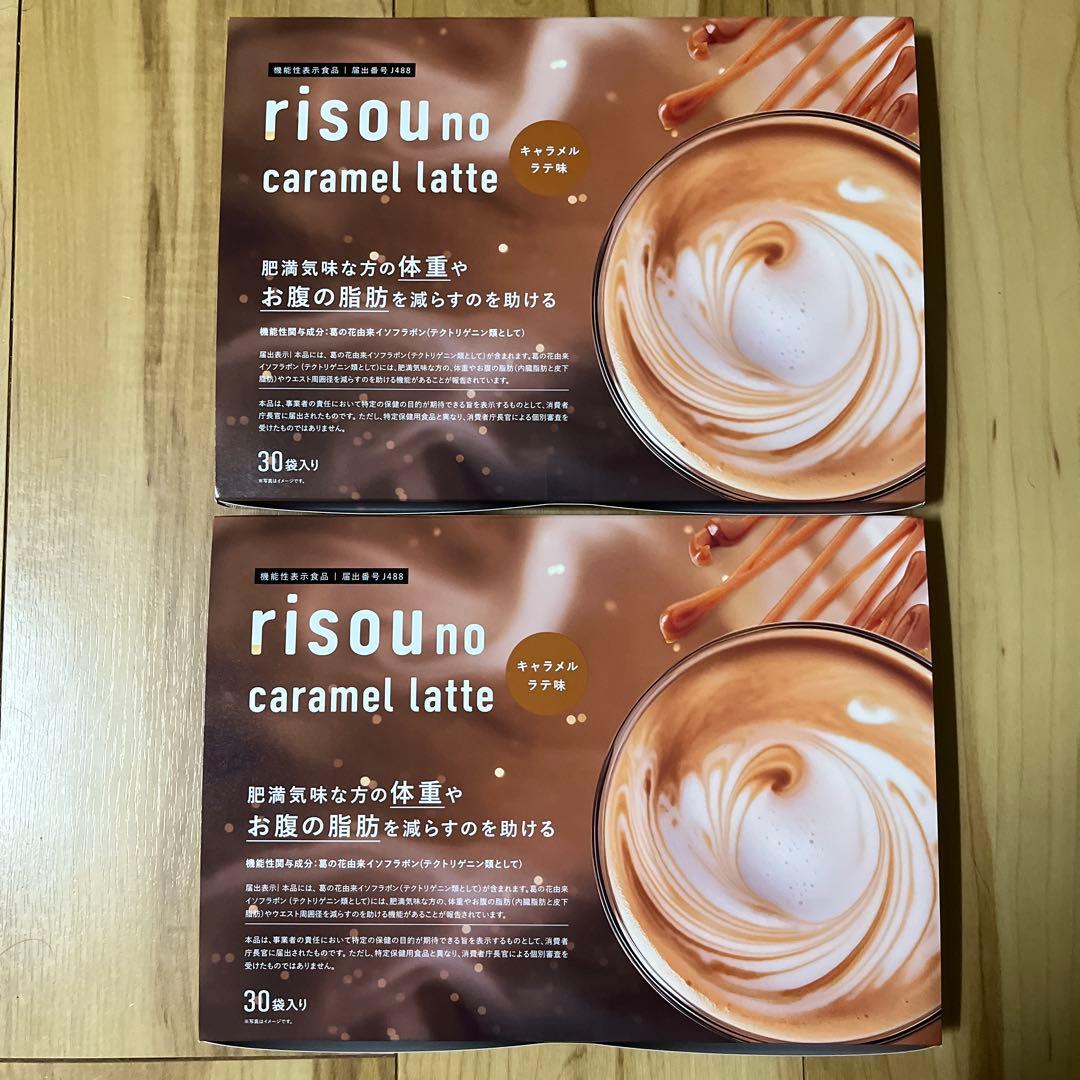 機能性表示食品 | 届出番号 J488
risou no
caramel latte
キャラメル
ラテ味
肥満気味な方の体重や
お腹の脂肪を減らすのを助ける
機能性関与成分:葛の花由来イソフラボン(テクトリゲニン類として)
届出表示| 本品には、葛の花由来イソフラボン(テクトリゲニン類として)が含まれます。葛の花由来
イソフラボン(テクトリゲニン類として)には、肥満気味な方の、体重やお腹の脂肪(内臓脂肪と皮下
脂肪)やウエスト周囲径を減らすのを助ける機能があることが報告されています。
本品は、事業者の責任において特定の保健の目的が期待できる旨を表示するものとして、消費者
庁長官に届出されたものです。ただし、特定保健用食品と異なり、消費者庁長官による個別審査を
受けたものではありません。
30袋入り
※写真はイメージです。
機能性表示食品 | 届出番号 J488
risou no
caramel latte
キャラメル
ラテ味
肥満気味な方の体重や
お腹の脂肪を減らすのを助ける
機能性関与成分:葛の花由来イソフラボン(テクトリゲニン類として)
届出表示| 本品には、葛の花由来イソフラボン(テクトリゲニン類として)が含まれます。葛の花由来
イソフラボン(テクトリゲニン類として)には、肥満気味な方の、体重やお腹の脂肪(内臓脂肪と皮下
脂肪)やウエスト周囲径を減らすのを助ける機能があることが報告されています。
本品は、事業者の責任において特定の保健の目的が期待できる旨を表示するものとして、消費者
庁長官に届出されたものです。ただし、特定保健用食品と異なり、消費者庁長官による個別審査を
受けたものではありません。
30袋入り
※写真はイメージです。